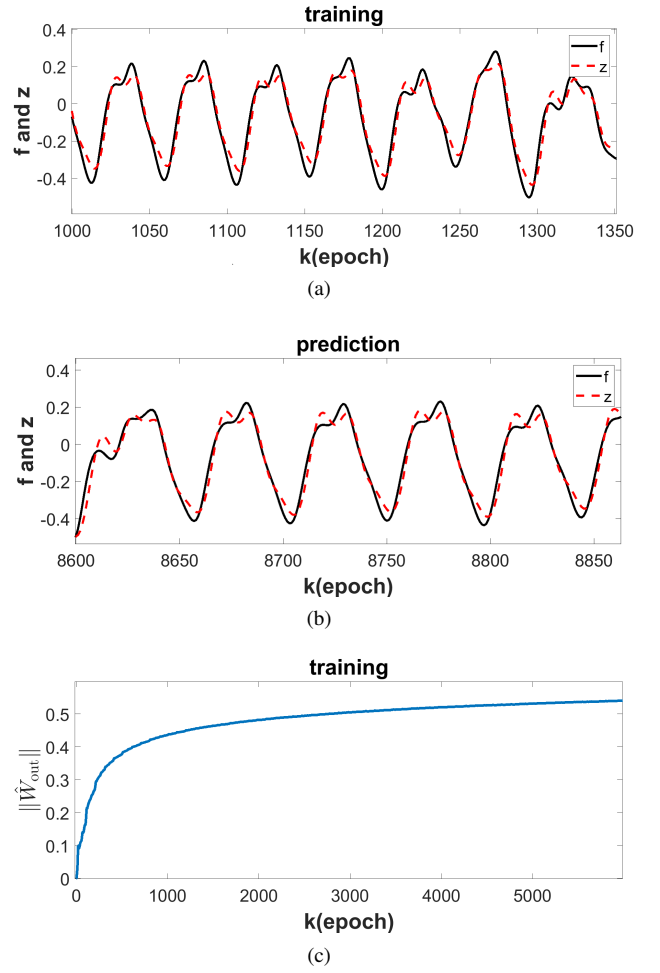 training
0.4
0.2
0
-0.2
-0.4
f and z
f
z
1000 1050 1100 1150 1200 1250 1300 1350
k(epoch)
(a)
prediction
0.4
0.2
0
-0.2
-0.4
f and z
f
z
8600 8650 8700 8750 8800 8850
k(epoch)
(b)
training
0.5
0.4
0.3
0.2
0.1
0
||Ŵout||
0 1000 2000 3000 4000 5000
k(epoch)
(c)